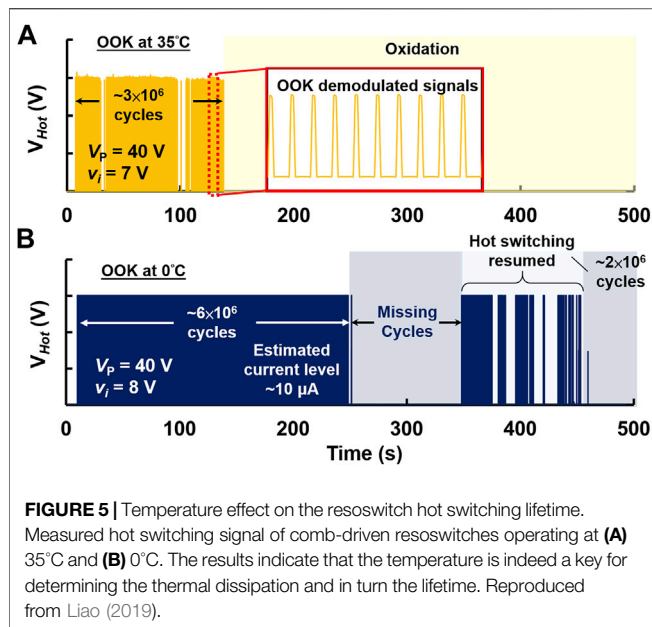 A
OOK at 35°C
Oxidation
V_Hot (V)
~3×10⁶
cycles
V_P = 40 V
v_i = 7 V
OOK demodulated signals
0 100 200 300 400 500
B
OOK at 0°C
Hot switching
resumed
~2×10⁶
cycles
V_Hot (V)
~6×10⁶
cycles
Missing
Cycles
Estimated
current level
~10 µA
V_P = 40 V
v_i = 8 V
0 100 200 300 400 500
Time (s)
FIGURE 5 | Temperature effect on the resoswitch hot switching lifetime.
Measured hot switching signal of comb-driven resoswitches operating at (A)
35°C and (B) 0°C. The results indicate that the temperature is indeed a key for
determining the thermal dissipation and in turn the lifetime. Reproduced
from Liao (2019).